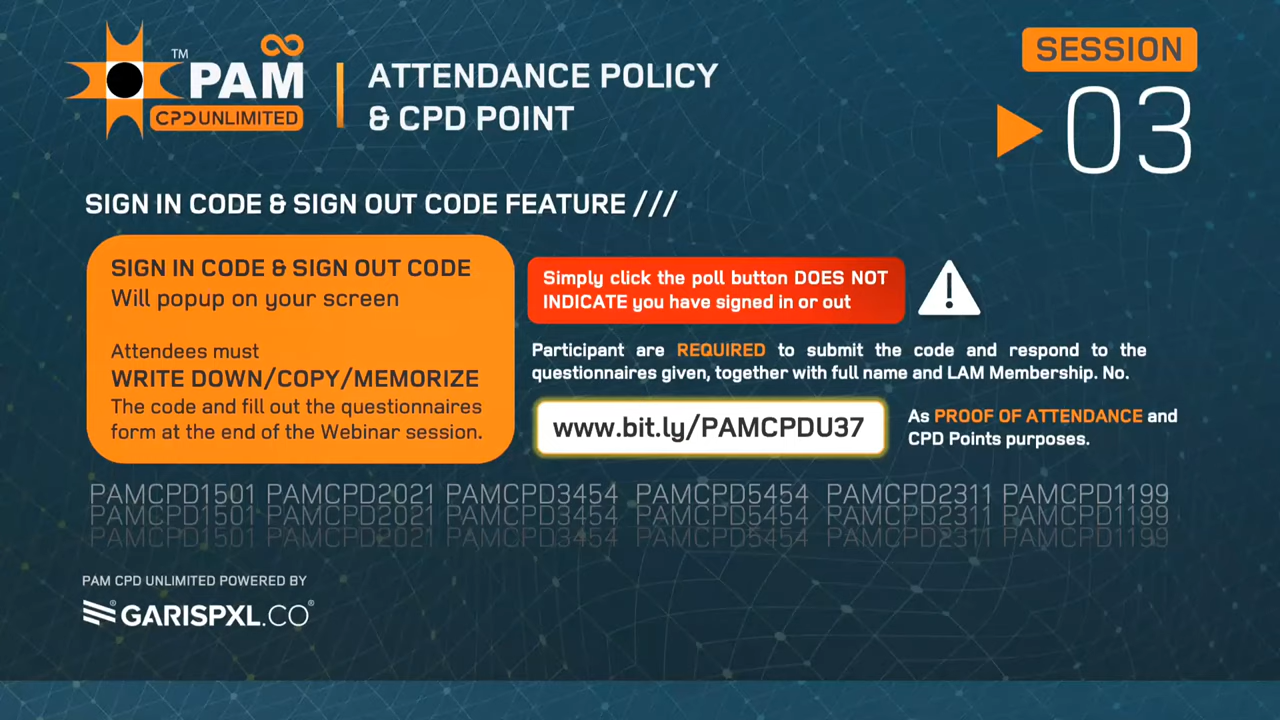 ™
PAM
CPD UNLIMITED
ATTENDANCE POLICY
& CPD POINT
SESSION
03
SIGN IN CODE & SIGN OUT CODE FEATURE ///
SIGN IN CODE & SIGN OUT CODE
Will popup on your screen
Attendees must
WRITE DOWN/COPY/MEMORIZE
The code and fill out the questionnaires
form at the end of the Webinar session.
Simply click the poll button DOES NOT
INDICATE you have signed in or out
!
Participant are REQUIRED to submit the code and respond to the
questionnaires given, together with full name and LAM Membership. No.
www.bit.ly/PAMCPDU37
As PROOF OF ATTENDANCE and
CPD Points purposes.
PAMCPD1501 PAMCPD2021 PAMCPD3454 PAMCPD5454 PAMCPD2311 PAMCPD1199
PAMCPD1501 PAMCPD2021 PAMCPD3454 PAMCPD5454 PAMCPD2311 PAMCPD1199
PAMCPD1501 PAMCPD2021 PAMCPD3454 PAMCPD5454 PAMCPD2311 PAMCPD1199
PAM CPD UNLIMITED POWERED BY
® GARISPXL.CO®